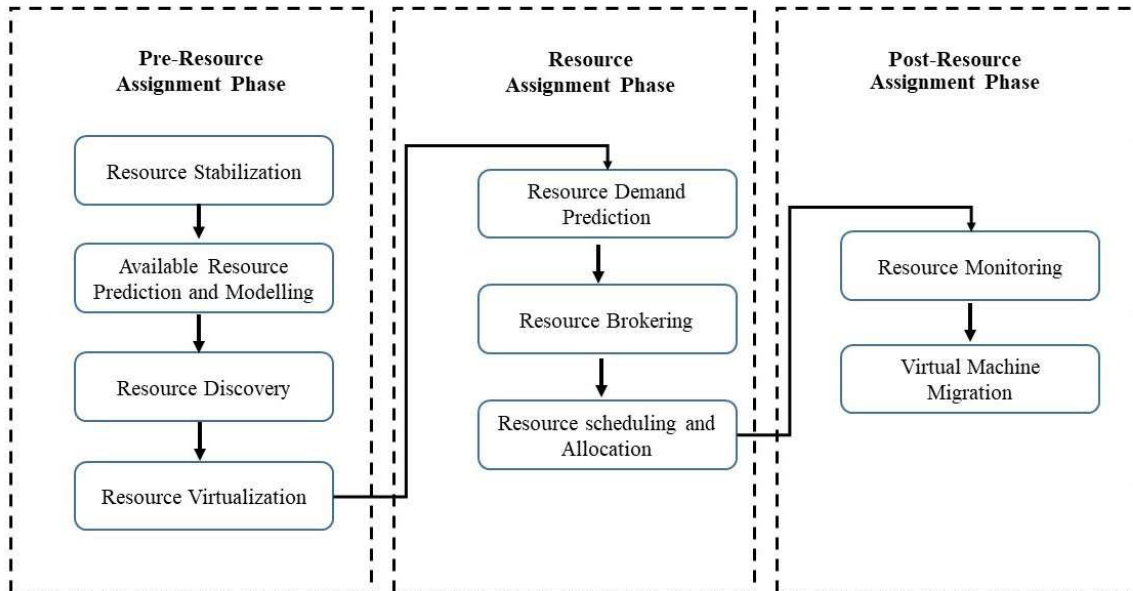 Pre-Resource
Assignment Phase
Resource Stabilization
Available Resource
Prediction and Modelling
Resource Discovery
Resource Virtualization
Resource
Assignment Phase
Resource Demand
Prediction
Resource Brokering
Resource scheduling and
Allocation
Post-Resource
Assignment Phase
Resource Monitoring
Virtual Machine
Migration